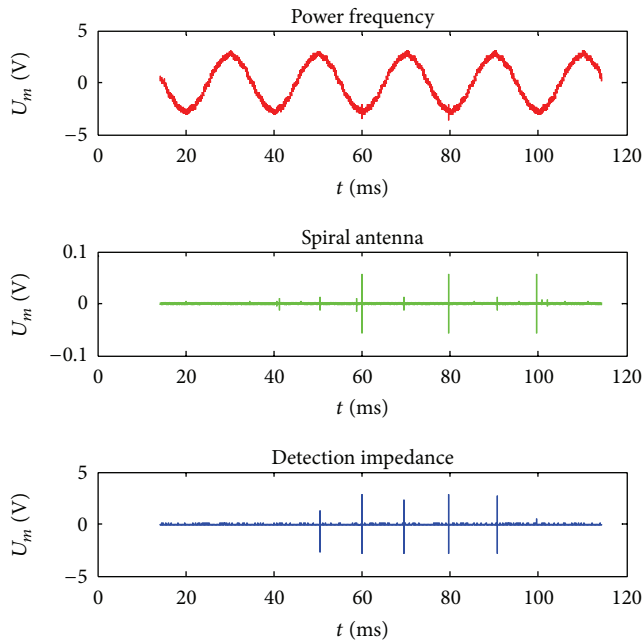 Power frequency
5
0
−5
U_m (V)
0 20 40 60 80 100 120
t (ms)
Spiral antenna
0.1
0
−0.1
U_m (V)
0 20 40 60 80 100 120
t (ms)
Detection impedance
5
0
−5
U_m (V)
0 20 40 60 80 100 120
t (ms)